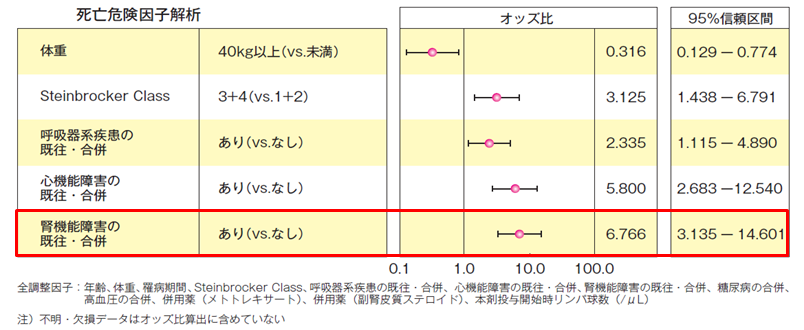 死亡危険因子解析
オッズ比 95%信頼区間
体重 40kg以上(vs.未満) 0.316 0.129 － 0.774
Steinbrocker Class 3+4(vs.1+2) 3.125 1.438 － 6.791
呼吸器系疾患の
既往・合併 あり(vs.なし) 2.335 1.115 － 4.890
心機能障害の
既往・合併 あり(vs.なし) 5.800 2.683 －12.540
腎機能障害の
既往・合併 あり(vs.なし) 6.766 3.135 － 14.601
0.1 1.0 10.0 100.0
全調整因子：年齢、体重、罹病期間、Steinbrocker Class、呼吸器系疾患の既往・合併、心機能障害の既往・合併、腎機能障害の既往・合併、糖尿病の合併、
高血圧の合併、併用薬（メトトレキサート）、併用薬（副腎皮質ステロイド）、本剤投与開始時リンパ球数（/μL）
注）不明・欠損データはオッズ比算出に含めていない